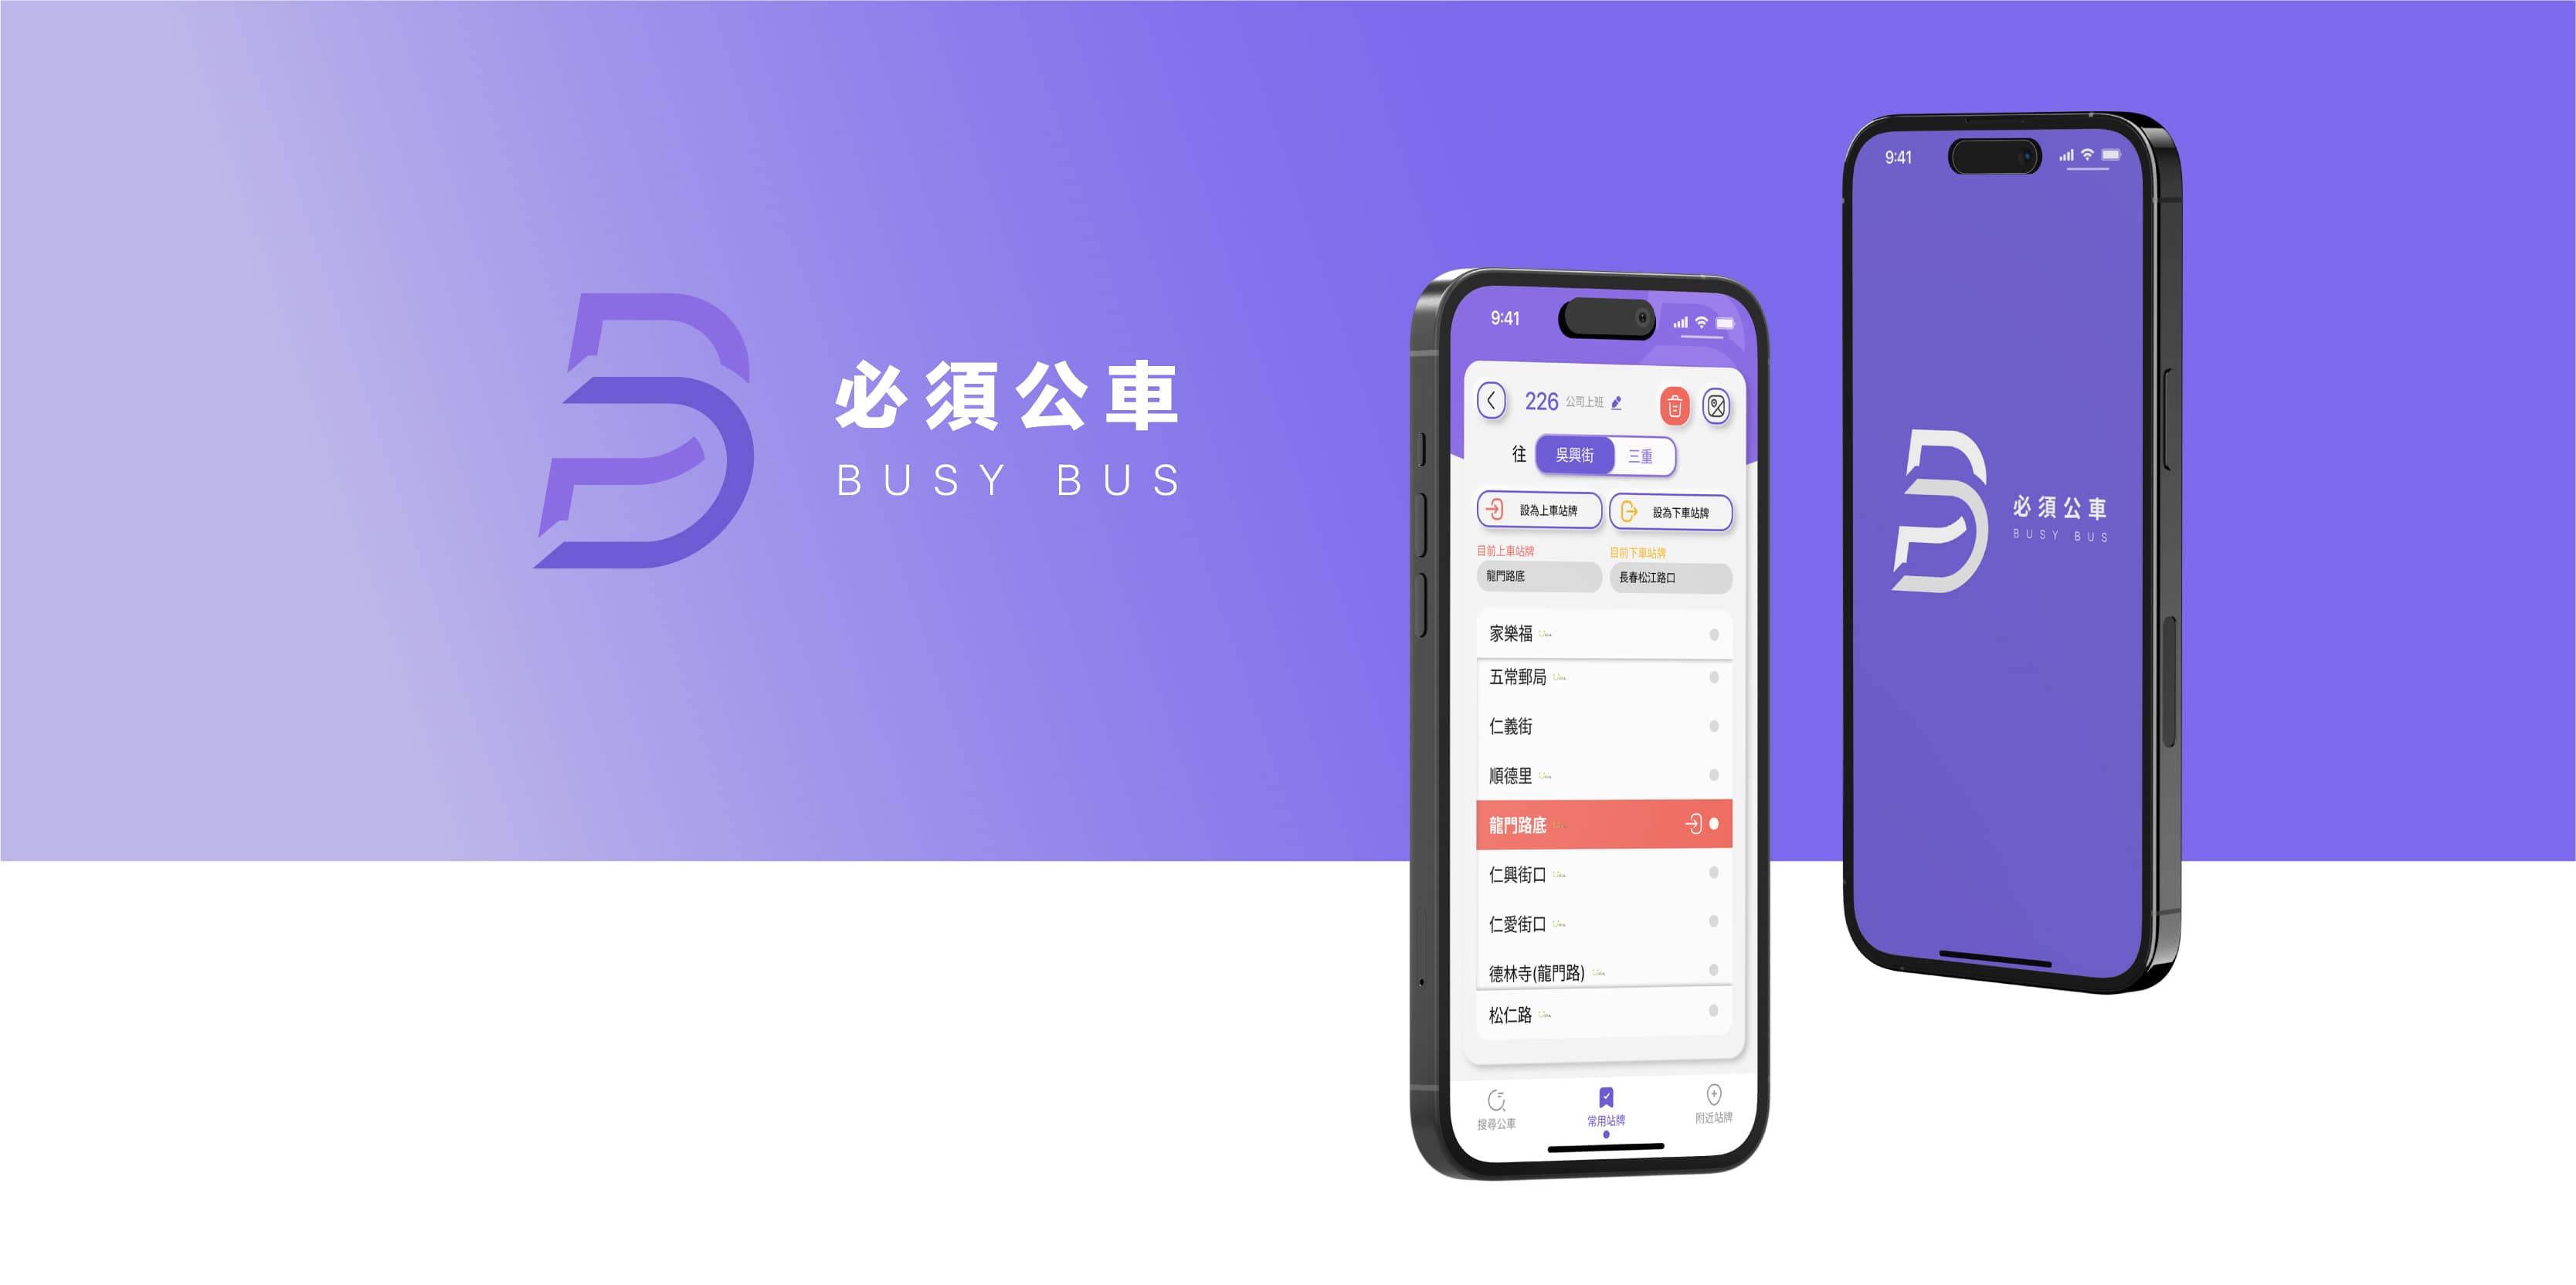 必須公車
BUSY BUS
9:41
226 公司上班
往 吳興街 三重
設為上車站牌 設為下車站牌
目前上車站牌 目前下車站牌
龍門路底 長春松江路口
家樂福
五常郵局
仁義街
順德里
龍門路底
仁興街口
仁愛街口
德林寺(龍門路)
松仁路
搜尋公車 常用站牌 附近站牌
9:41
必須公車
BUSY BUS